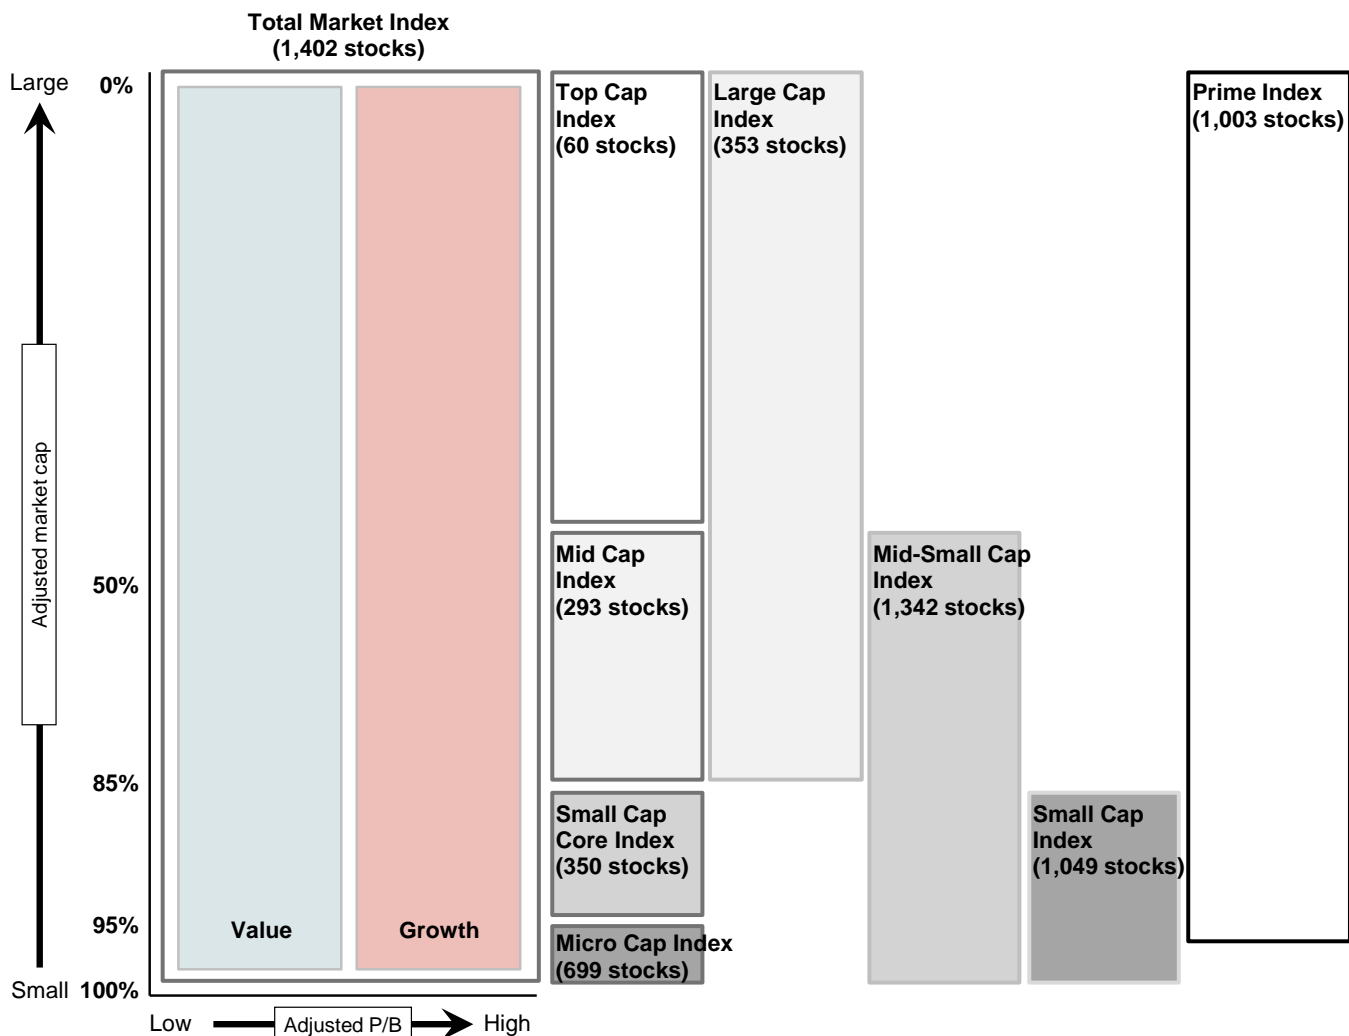 Total Market Index
(1,402 stocks)
Large
0%
Top Cap
Index
(60 stocks)
Large Cap
Index
(353 stocks)
Prime Index
(1,003 stocks)
Adjusted market cap
50%
Mid Cap
Index
(293 stocks)
Mid-Small Cap
Index
(1,342 stocks)
85%
Small Cap
Core Index
(350 stocks)
Small Cap
Index
(1,049 stocks)
95%
Value
Growth
Micro Cap Index
(699 stocks)
Small
100%
Low
Adjusted P/B
High